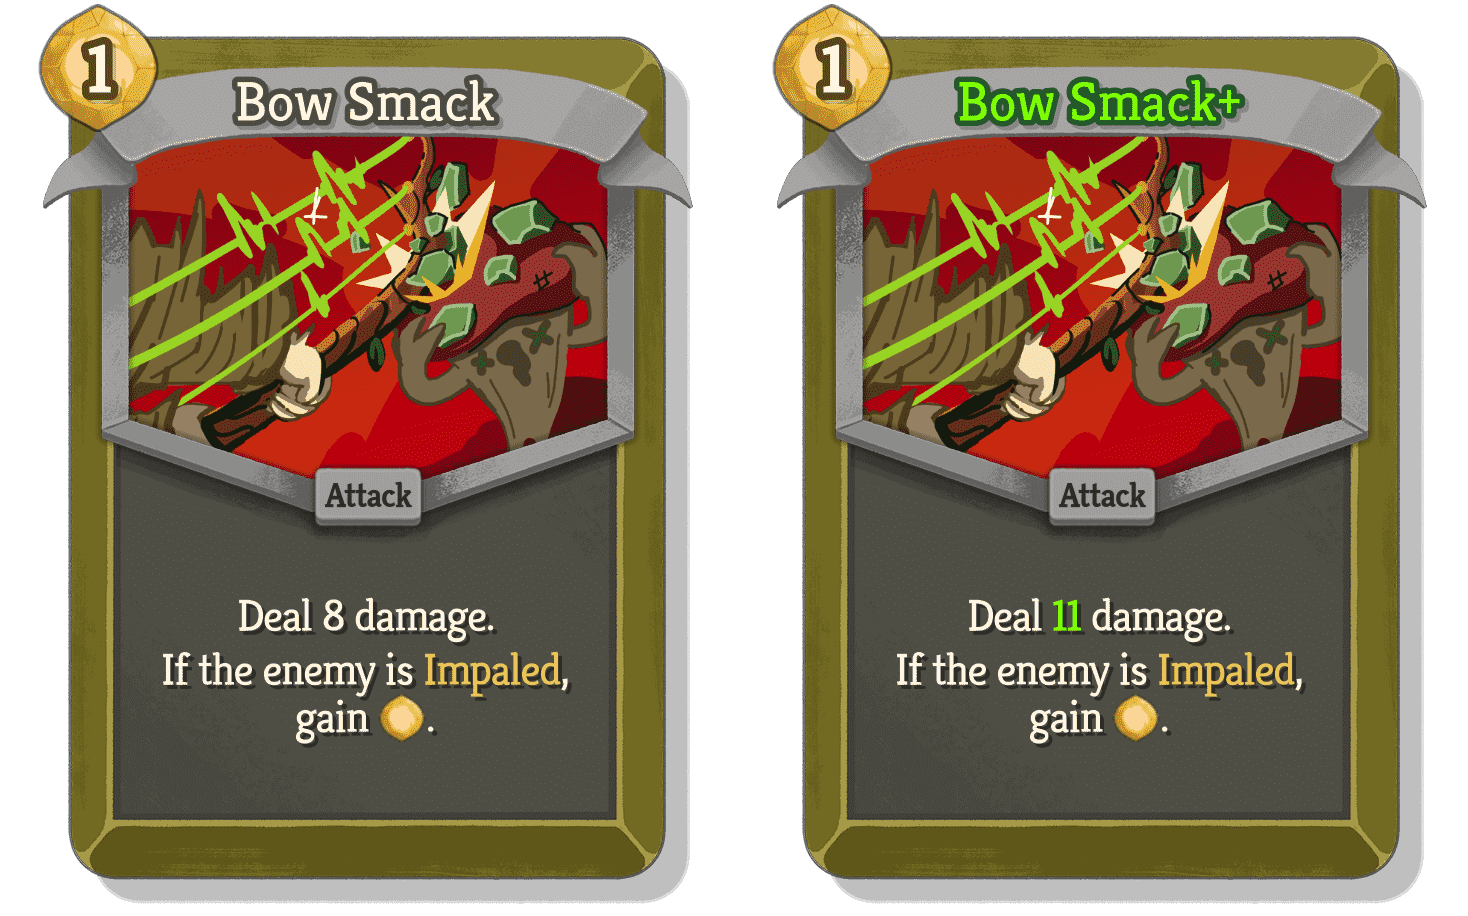 1
Bow Smack
Attack
Deal 8 damage.
If the enemy is Impaled,
gain .
1
Bow Smack+
Attack
Deal 11 damage.
If the enemy is Impaled,
gain .